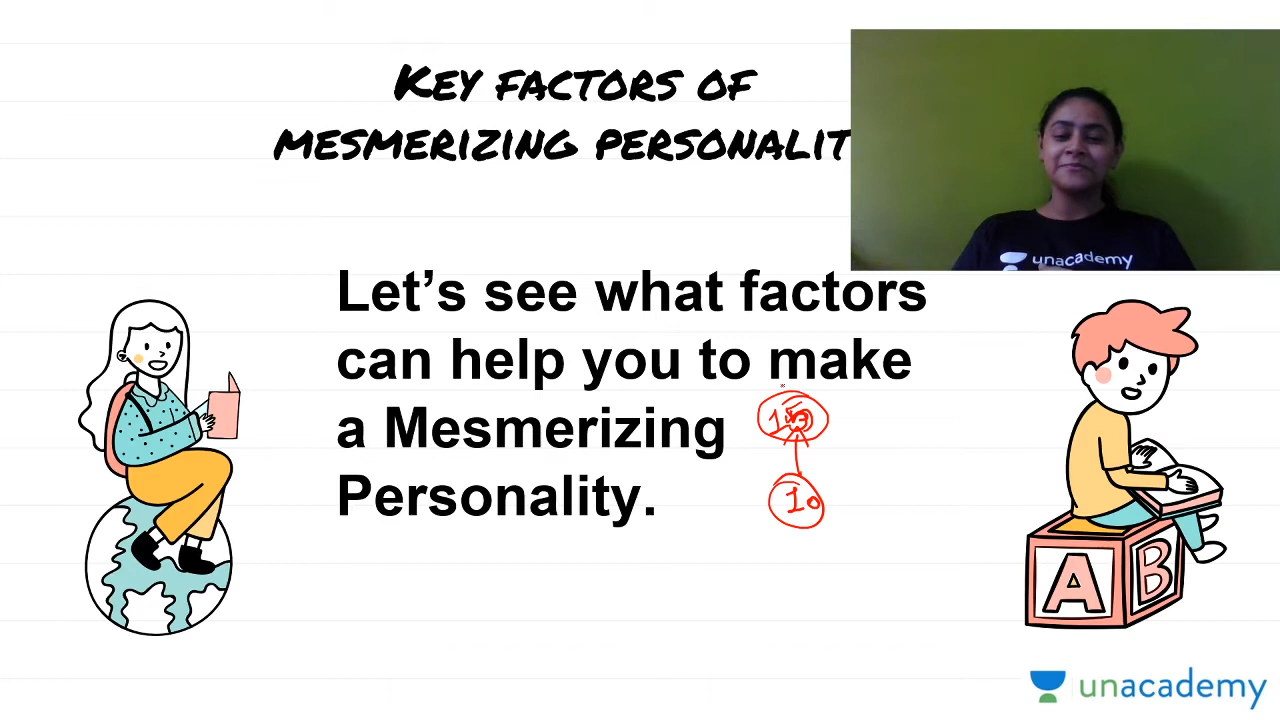 KEY FACTORS OF
MESMERIZING PERSONALIT
unacademy
Let’s see what factors
can help you to make
a Mesmerizing
Personality.
10
A B
unacademy